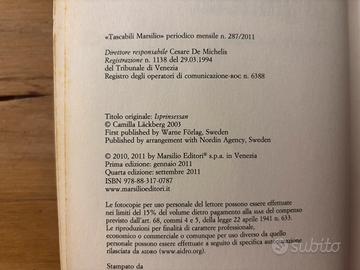 «Tascabili Marsilio» periodico mensile n. 287/2011
Direttore responsabile Cesare De Michelis
Registrazione n. 1138 del 29.03.1994
del Tribunale di Venezia
Registro degli operatori di comunicazione-ROC n. 6388
Titolo originale: Isprinsessan
© Camilla Läckberg 2003
First published by Warne Förlag, Sweden
Published by arrangement with Nordin Agency, Sweden
© 2010, 2011 by Marsilio Editori® s.p.a. in Venezia
Prima edizione: gennaio 2011
Quarta edizione: settembre 2011
ISBN 978-88-317-0787
www.marsilioeditori.it
Le fotocopie per uso personale del lettore possono essere effettuate
nei limiti del 15% del volume dietro pagamento alla SIAE del compenso
previsto dall'art. 68, commi 4 e 5, della legge 22 aprile 1941 n. 633.
Le riproduzioni per finalità di carattere professionale,
economico o commerciale o comunque per uso diverso da quello
personale possono essere effettuate a seguito di specifica autorizzazione
rilasciata da AIDRO (www.aidro.org).
Stampato da
subito